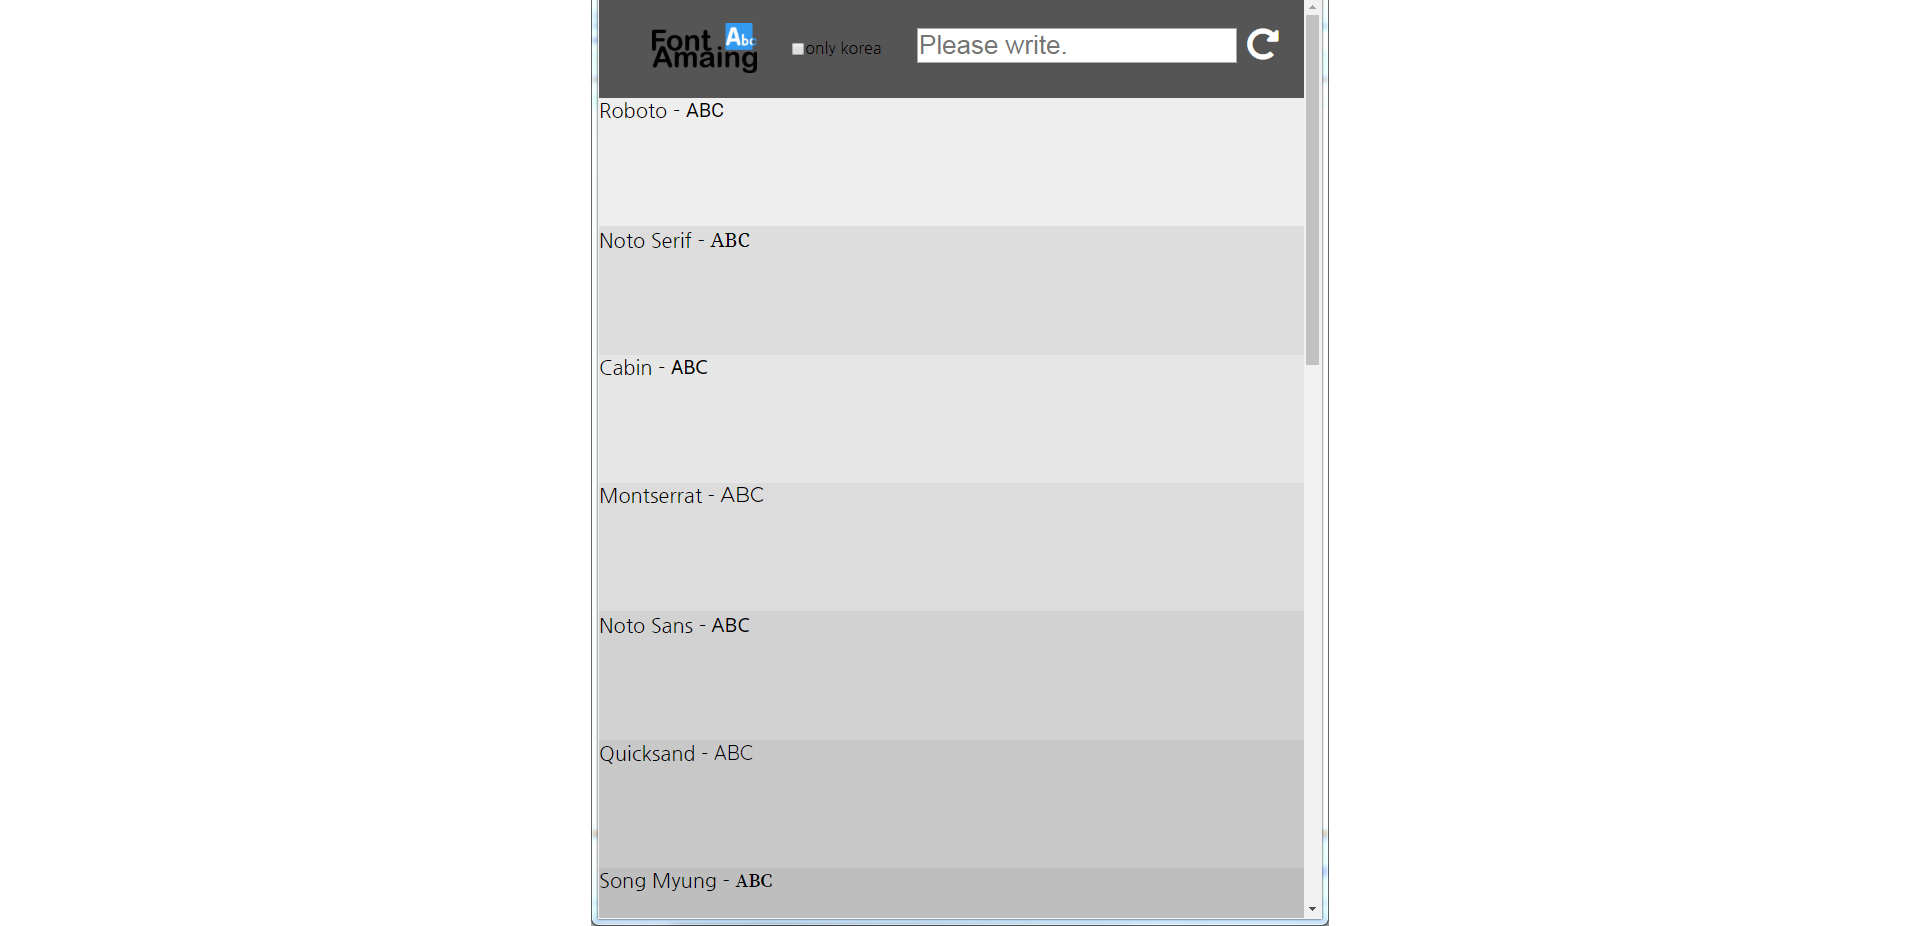 Font Abc
Amaing
only korea
Please write.
Roboto - ABC
Noto Serif - ABC
Cabin - ABC
Montserrat - ABC
Noto Sans - ABC
Quicksand - ABC
Song Myung - ABC